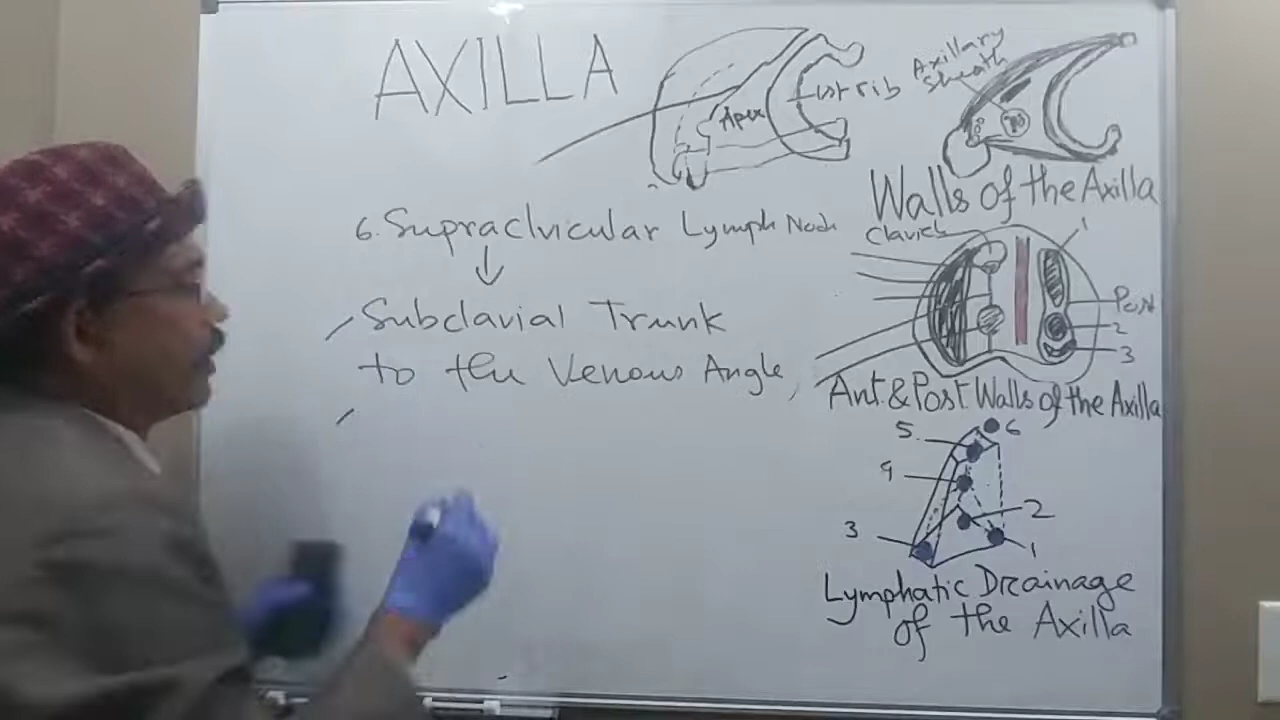 AXILLA
Apex
1st rib
Axillary
sheath
Walls of the Axilla
6. Supraclvicular Lymph Node
↓
Subclavial Trunk
to the Venous Angle,
Clavicle
1
Post
2
3
Ant. & Post. Walls of the Axilla
5.
6
4
3
2
1
Lymphatic Drainage
of the Axilla